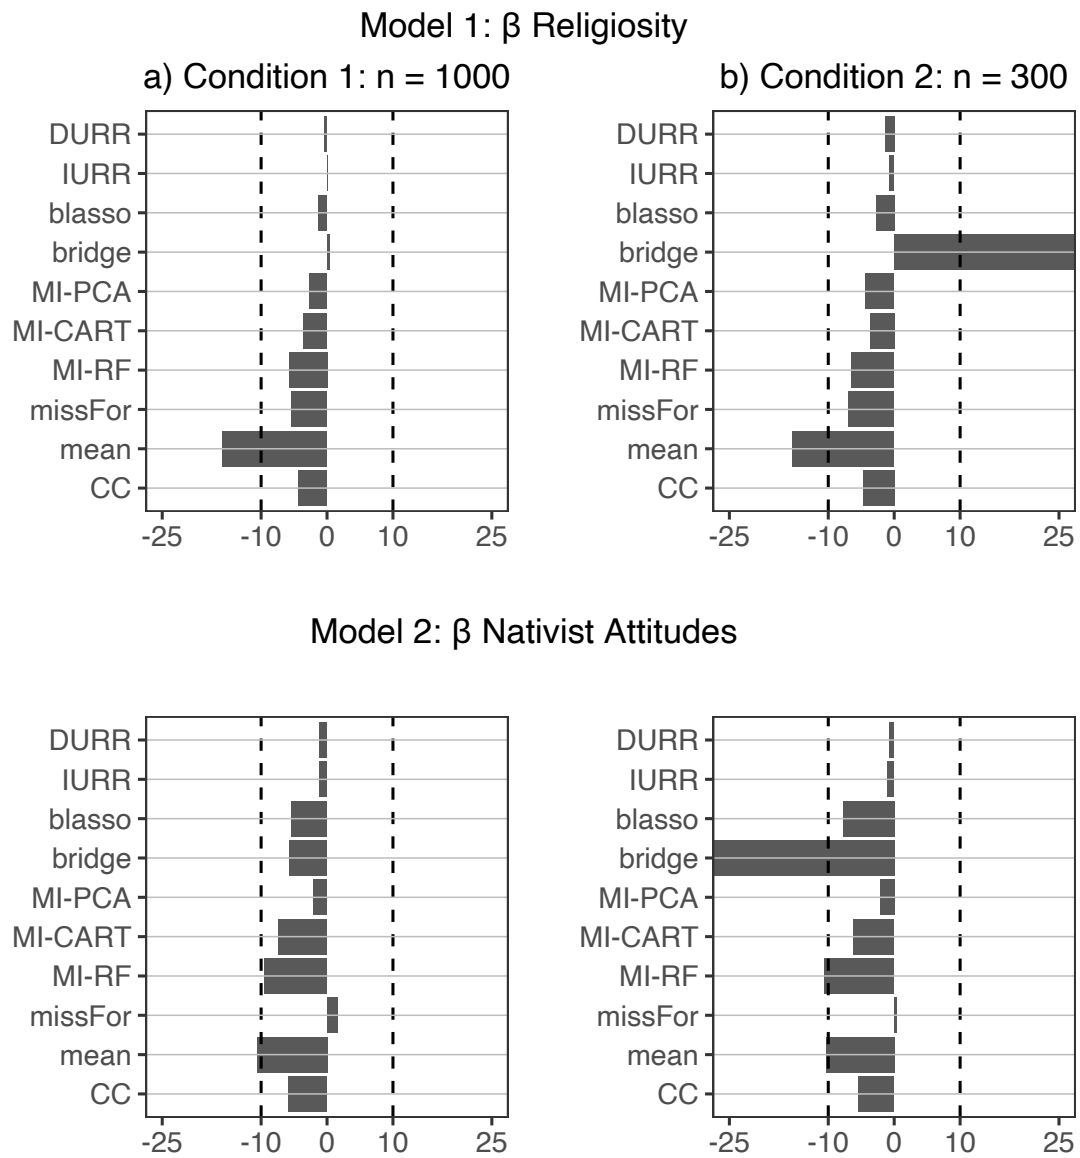 Model 1: β Religiosity
a) Condition 1: n = 1000
b) Condition 2: n = 300
DURR
IURR
blasso
bridge
MI-PCA
MI-CART
MI-RF
missFor
mean
CC
-25 -10 0 10 25
DURR
IURR
blasso
bridge
MI-PCA
MI-CART
MI-RF
missFor
mean
CC
-25 -10 0 10 25
Model 2: β Nativist Attitudes
DURR
IURR
blasso
bridge
MI-PCA
MI-CART
MI-RF
missFor
mean
CC
-25 -10 0 10 25
DURR
IURR
blasso
bridge
MI-PCA
MI-CART
MI-RF
missFor
mean
CC
-25 -10 0 10 25